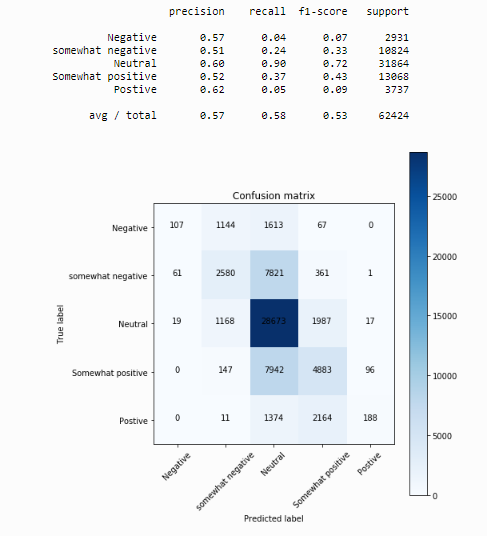 precision recall f1-score support
Negative 0.57 0.04 0.07 2931
somewhat negative 0.51 0.24 0.33 10824
Neutral 0.60 0.90 0.72 31864
Somewhat positive 0.52 0.37 0.43 13068
Postive 0.62 0.05 0.09 3737
avg / total 0.57 0.58 0.53 62424
Confusion matrix
Negative 107 1144 1613 67 0
somewhat negative 61 2580 7821 361 1
Neutral 19 1168 28673 1987 17
Somewhat positive 0 147 7942 4883 96
Postive 0 11 1374 2164 188
True label
Negative somewhat negative Neutral Somewhat positive Postive
Predicted label
25000
20000
15000
10000
5000
0